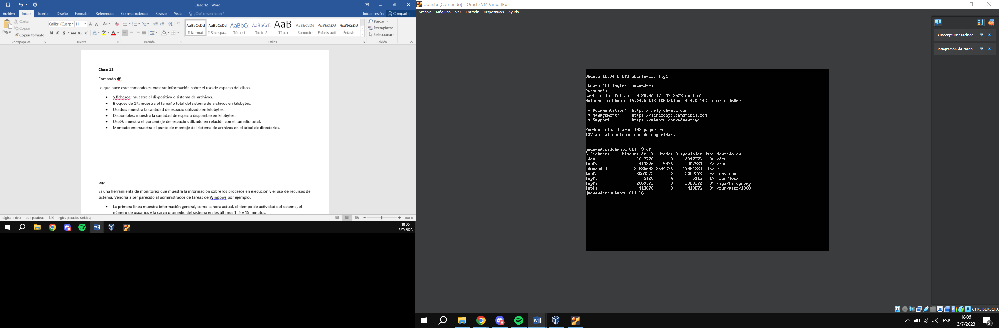 Clase 12 - Word
Archivo Inicio Insertar Diseño Formato Referencias Correspondencia Revisar Vista ¿Qué desea hacer? Iniciar sesión Compartir
Pegar
Cortar
Copiar
Copiar formato
Portapapeles
Calibri (Cuerp 11
Aa
N K S abc x₂ x²
A A
Fuente
Párrafo
AaBbCcDd AaBbCcDd AaBbCc AaBbCcD AaB AaBbCcDd AaBbCcDd AaBbCcDd
¶ Normal ¶ Sin espa... Título 1 Título 2 Título Subtítulo Énfasis sutil Énfasis
Estilos
Buscar
Reemplazar
Seleccionar
Edición
Clase 12
Comando df
Lo que hace este comando es mostrar información sobre el uso de espacio del disco.
• S.ficheros: muestra el dispositivo o sistema de archivos.
• Bloques de 1K: muestra el tamaño total del sistema de archivos en kilobytes.
• Usados: muestra la cantidad de espacio utilizado en kilobytes.
• Disponibles: muestra la cantidad de espacio disponible en kilobytes.
• Uso%: muestra el porcentaje del espacio utilizado en relación con el tamaño total.
• Montado en: muestra el punto de montaje del sistema de archivos en el árbol de directorios.
top
Es una herramienta de monitoreo que muestra la información sobre los procesos en ejecución y el uso de recursos de
sistema. Vendría a ser parecido al administrador de tareas de Windows por ejemplo.
• La primera línea muestra información general, como la hora actual, el tiempo de actividad del sistema, el
número de usuarios y la carga promedio del sistema en los últimos 1, 5 y 15 minutos.
Página 1 de 3 291 palabras Inglés (Estados Unidos) 100 %
18:05
3/7/2023
Ubuntu [Corriendo] - Oracle VM VirtualBox
Archivo Máquina Ver Entrada Dispositivos Ayuda
Autocapturar teclado...
Integración de ratón...
Ubuntu 16.04.6 LTS ubuntu-CLI tty1
ubuntu-CLI login: juanandres
Password:
Last login: Fri Jun  9 20:30:17 -03 2023 on tty1
Welcome to Ubuntu 16.04.6 LTS (GNU/Linux 4.4.0-142-generic i686)
* Documentation:  https://help.ubuntu.com
* Management:     https://landscape.canonical.com
* Support:        https://ubuntu.com/advantage
Pueden actualizarse 192 paquetes.
137 actualizaciones son de seguridad.
juanandres@ubuntu-CLI:~$ df
S.ficheros     bloques de 1K  Usados Disponibles Uso% Montado en
udev                 2047776       0     2047776   0% /dev
tmpfs                 413876    5896      407980   2% /run
/dev/sda1           24685688 3544276    19864384  16% /
tmpfs                2069372       0     2069372   0% /dev/shm
tmpfs                   5120       4        5116   1% /run/lock
tmpfs                2069372       0     2069372   0% /sys/fs/cgroup
tmpfs                 413876       0      413876   0% /run/user/1000
juanandres@ubuntu-CLI:~$
CTRL DERECHA
ESP
18:05
3/7/2023
2